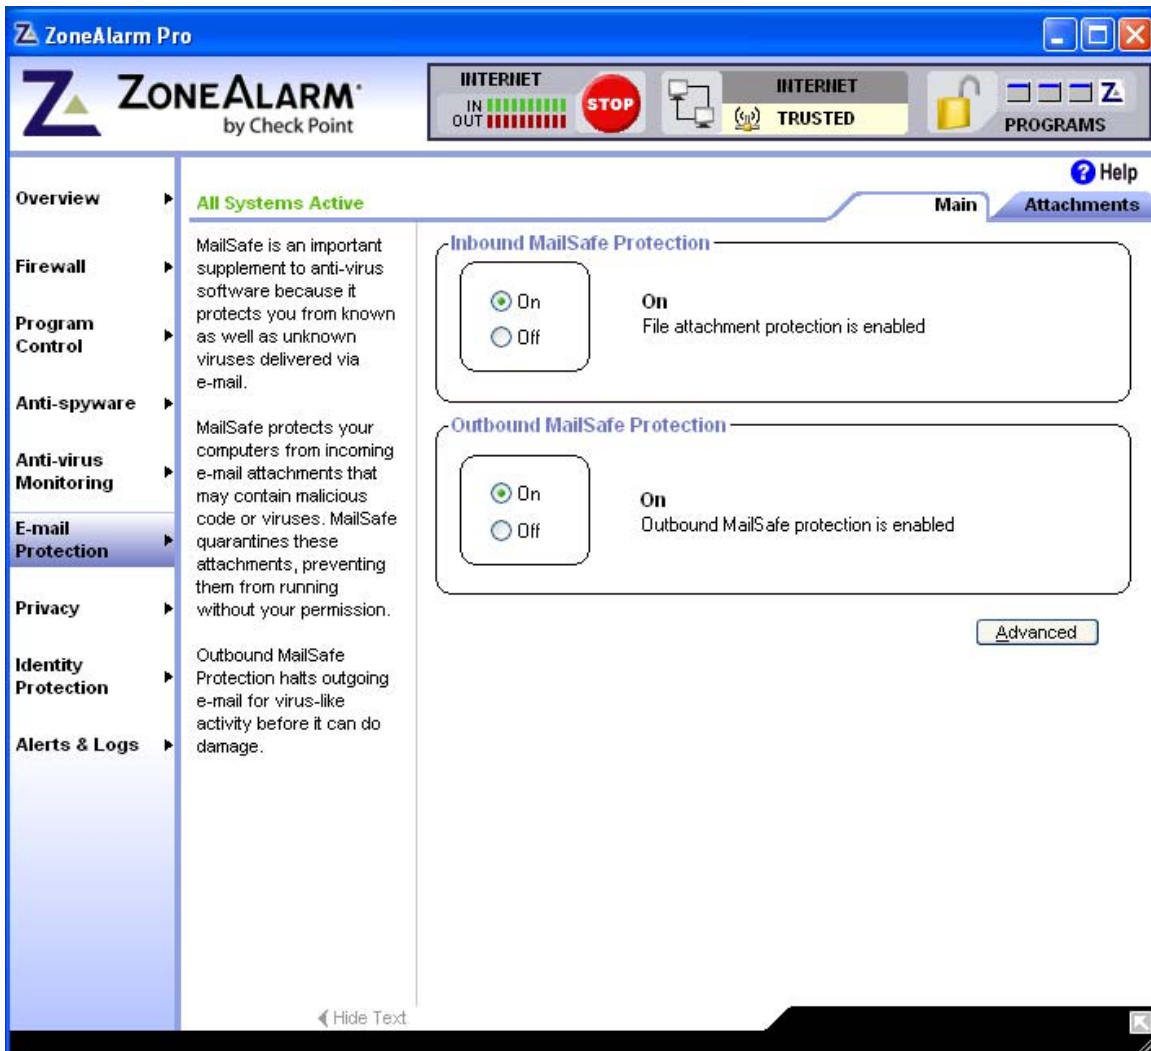 ZoneAlarm Pro
ZONEALARM
by Check Point
INTERNET
IN
OUT
STOP
INTERNET
TRUSTED
PROGRAMS
Help
Overview
Firewall
Program
Control
Anti-spyware
Anti-virus
Monitoring
E-mail
Protection
Privacy
Identity
Protection
Alerts & Logs
All Systems Active
Main
Attachments
MailSafe is an important
supplement to anti-virus
software because it
protects you from known
as well as unknown
viruses delivered via
e-mail.
MailSafe protects your
computers from incoming
e-mail attachments that
may contain malicious
code or viruses. MailSafe
quarantines these
attachments, preventing
them from running
without your permission.
Outbound MailSafe
Protection halts outgoing
e-mail for virus-like
activity before it can do
damage.
Inbound MailSafe Protection
On
Off
On
File attachment protection is enabled
Outbound MailSafe Protection
On
Off
On
Outbound MailSafe protection is enabled
Advanced
Hide Text